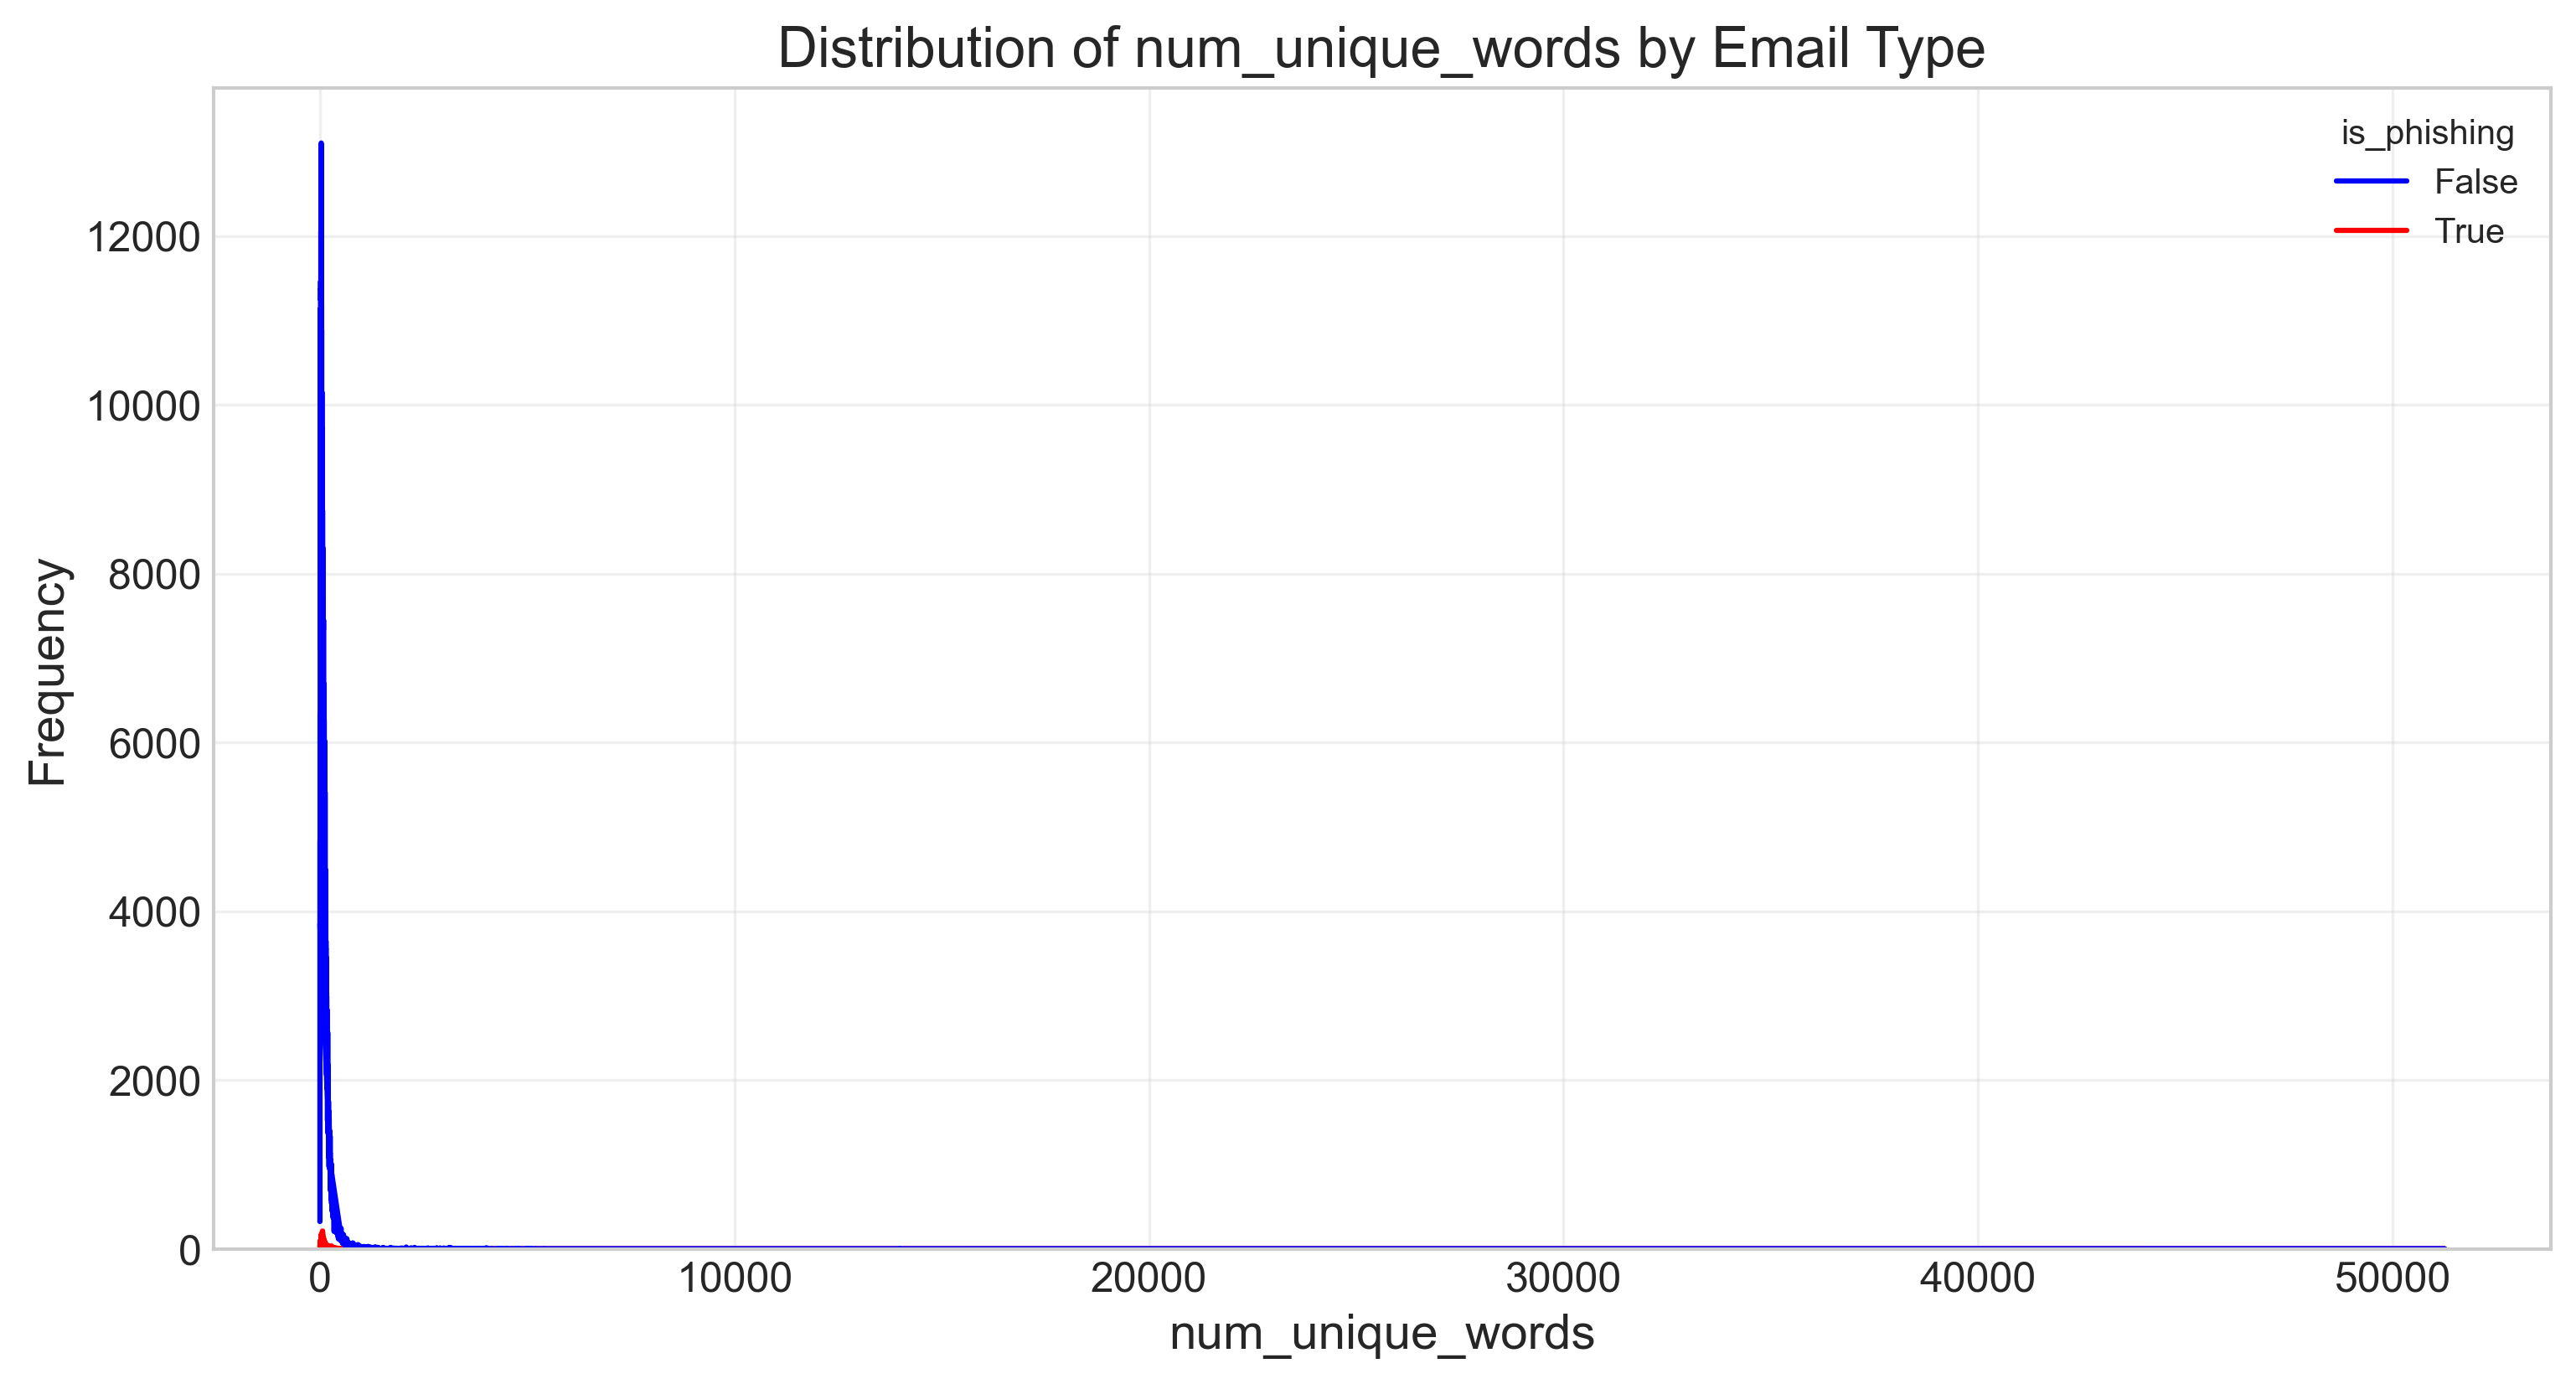 Distribution of num_unique_words by Email Type
is_phishing
False
True
Frequency
12000
10000
8000
6000
4000
2000
0
0 10000 20000 30000 40000 50000
num_unique_words